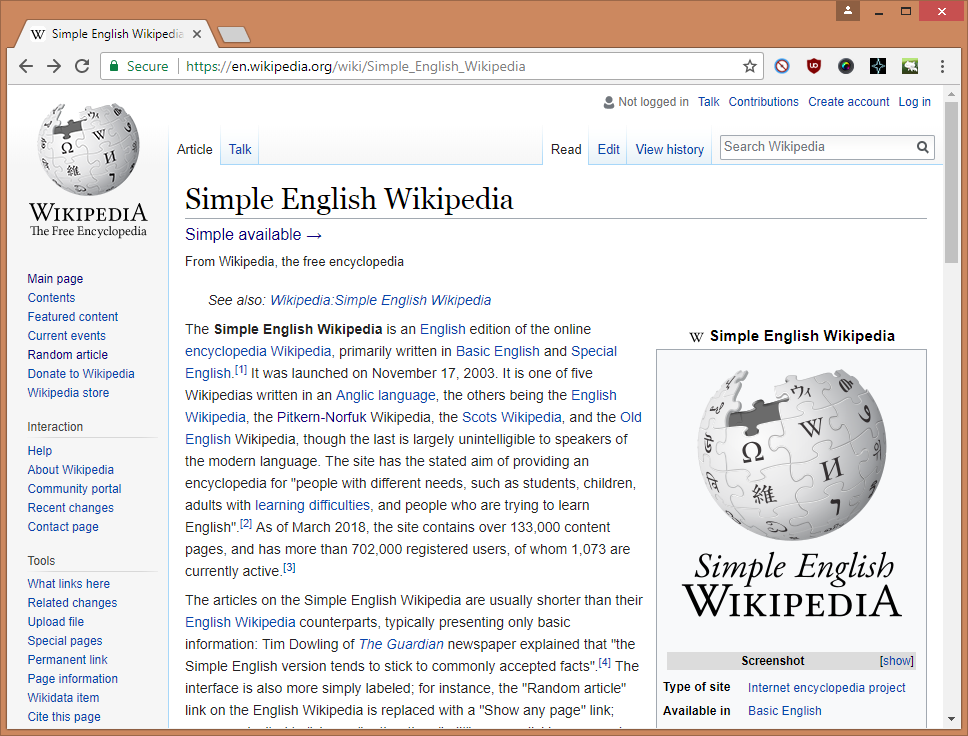 Simple English Wikipedia
Secure
https://en.wikipedia.org/wiki/Simple_English_Wikipedia
Not logged in Talk Contributions Create account Log in
Article Talk Read Edit View history Search Wikipedia
WIKIPEDIA
The Free Encyclopedia
Main page
Contents
Featured content
Current events
Random article
Donate to Wikipedia
Wikipedia store
Interaction
Help
About Wikipedia
Community portal
Recent changes
Contact page
Tools
What links here
Related changes
Upload file
Special pages
Permanent link
Page information
Wikidata item
Cite this page
Simple English Wikipedia
Simple available →
From Wikipedia, the free encyclopedia
See also: Wikipedia:Simple English Wikipedia
The Simple English Wikipedia is an English edition of the online
encyclopedia Wikipedia, primarily written in Basic English and Special
English.[1] It was launched on November 17, 2003. It is one of five
Wikipedias written in an Anglic language, the others being the English
Wikipedia, the Pitkern-Norfuk Wikipedia, the Scots Wikipedia, and the Old
English Wikipedia, though the last is largely unintelligible to speakers of
the modern language. The site has the stated aim of providing an
encyclopedia for "people with different needs, such as students, children,
adults with learning difficulties, and people who are trying to learn
English".[2] As of March 2018, the site contains over 133,000 content
pages, and has more than 702,000 registered users, of whom 1,073 are
currently active.[3]
The articles on the Simple English Wikipedia are usually shorter than their
English Wikipedia counterparts, typically presenting only basic
information: Tim Dowling of The Guardian newspaper explained that "the
Simple English version tends to stick to commonly accepted facts".[4] The
interface is also more simply labeled; for instance, the "Random article"
link on the English Wikipedia is replaced with a "Show any page" link;
W Simple English Wikipedia
Simple English
WIKIPEDIA
Screenshot [show]
Type of site Internet encyclopedia project
Available in Basic English